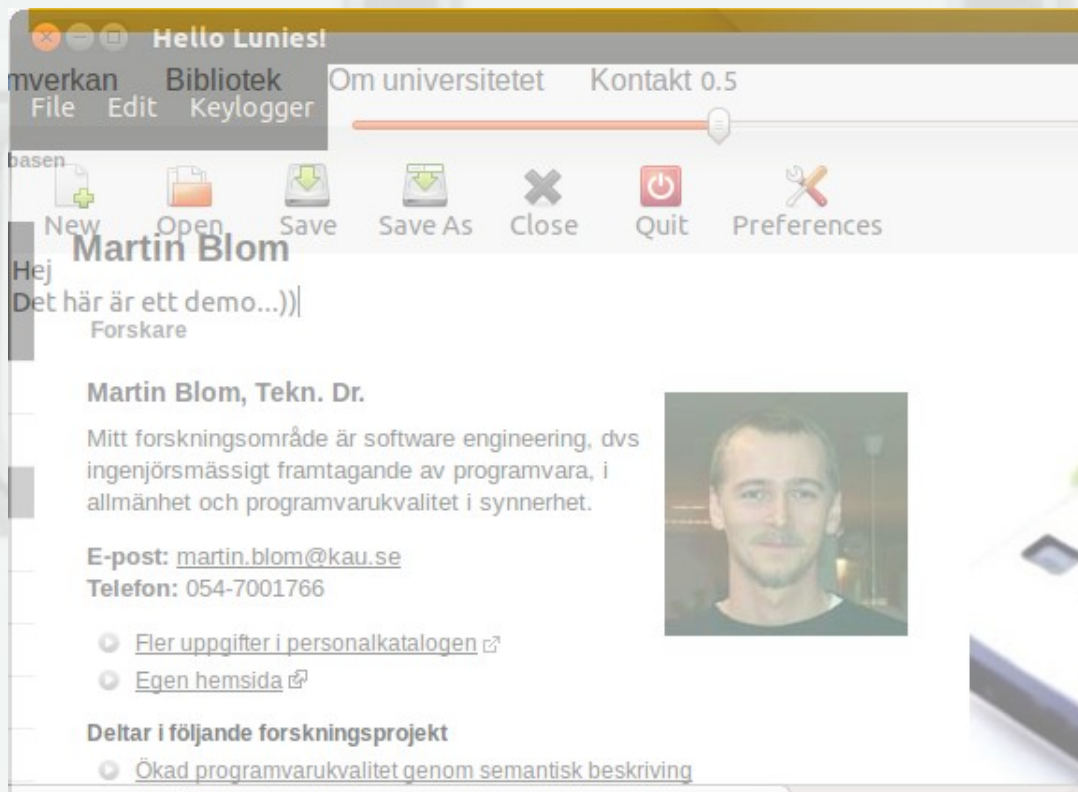 Hello Lunies!
mverkan Bibliotek Om universitetet Kontakt 0.5
File Edit Keylogger
basen
New Open Save Save As Close Quit Preferences
Martin Blom
Hej
Det här är ett demo...))
Forskare
Martin Blom, Tekn. Dr.
Mitt forskningsområde är software engineering, dvs
ingenjörsmässigt framtagande av programvara, i
allmänhet och programvarukvalitet i synnerhet.
E-post: martin.blom@kau.se
Telefon: 054-7001766
Fler uppgifter i personalkatalogen
Egen hemsida
Deltar i följande forskningsprojekt
Ökad programvarukvalitet genom semantisk beskriving